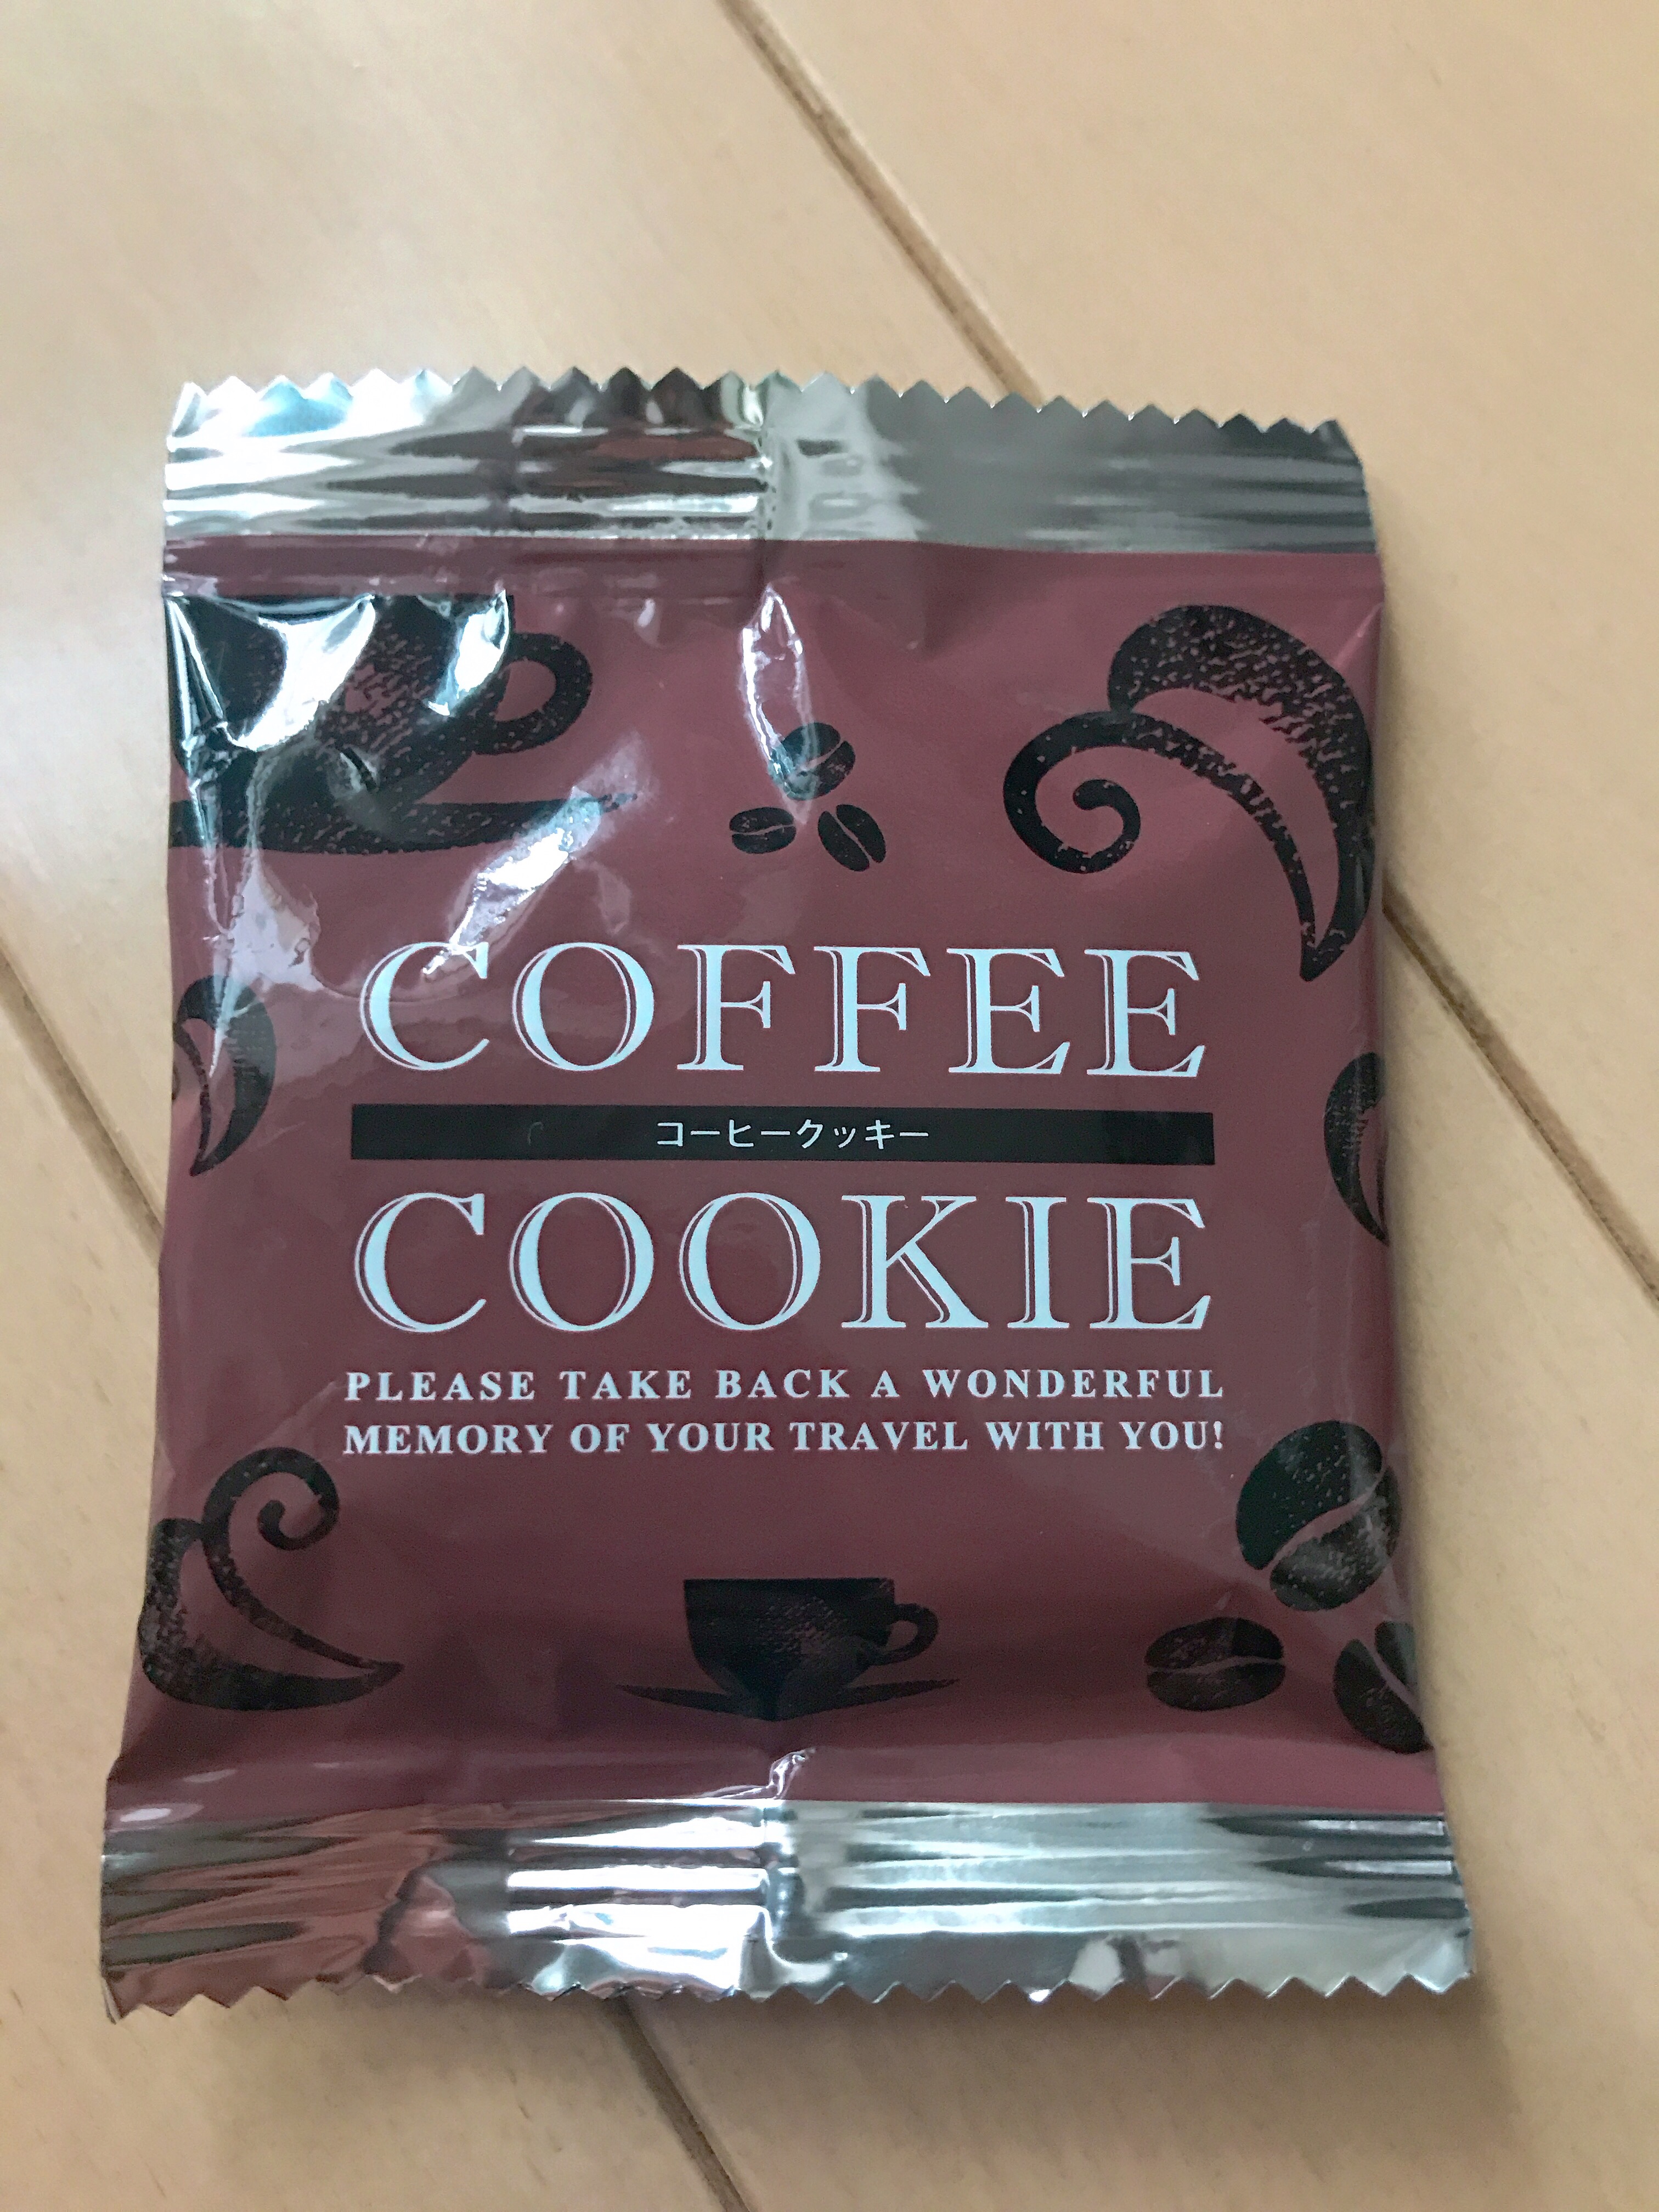 COFFEE
コーヒークッキー
COOKIE
PLEASE TAKE BACK A WONDERFUL
MEMORY OF YOUR TRAVEL WITH YOU!